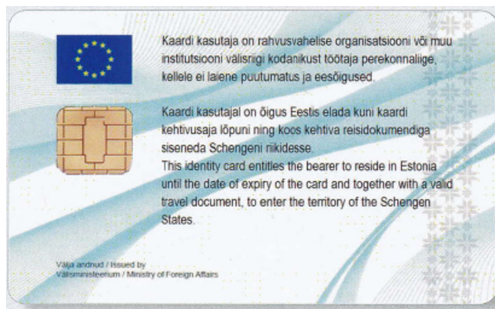 Kaardi kasutaja on rahvusvahelise organisatsiooni või muu
institutsiooni välisriigi kodanikust töötaja perekonnaliige,
kellele ei laiene puutumatus ja eesõigused.
Kaardi kasutajal on õigus Eestis elada kuni kaardi
kehtivusaja lõpuni ning koos kehtiva reisidokumendiga
siseneda Schengeni riikidesse.
This identity card entitles the bearer to reside in Estonia
until the date of expiry of the card and together with a valid
travel document, to enter the territory of the Schengen
States.
Välja andnud / Issued by
Välisministeerium / Ministry of Foreign Affairs